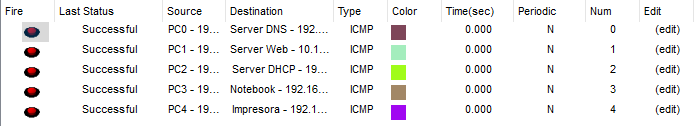 Fire Last Status Source Destination Type Color Time(sec) Periodic Num Edit
Successful PC0 - 19... Server DNS - 192.... ICMP 0.000 N 0 (edit)
Successful PC1 - 19... Server Web - 10.1... ICMP 0.000 N 1 (edit)
Successful PC2 - 19... Server DHCP - 19... ICMP 0.000 N 2 (edit)
Successful PC3 - 19... Notebook - 192.16... ICMP 0.000 N 3 (edit)
Successful PC4 - 19... Impresora - 192.1... ICMP 0.000 N 4 (edit)